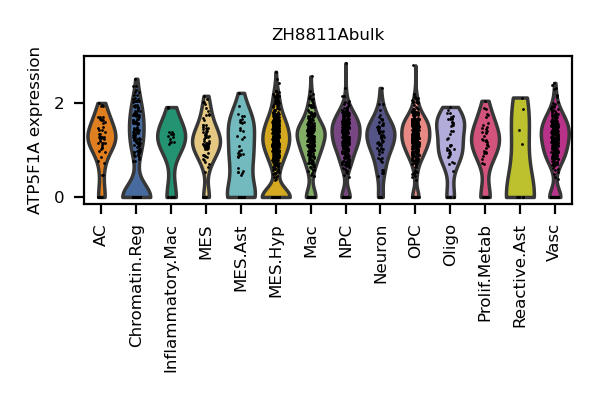 ZH8811Abulk
ATP5F1A expression
2
0
AC
Chromatin.Reg
Inflammatory.Mac
MES
MES.Ast
MES.Hyp
Mac
NPC
Neuron
OPC
Oligo
Prolif.Metab
Reactive.Ast
Vasc